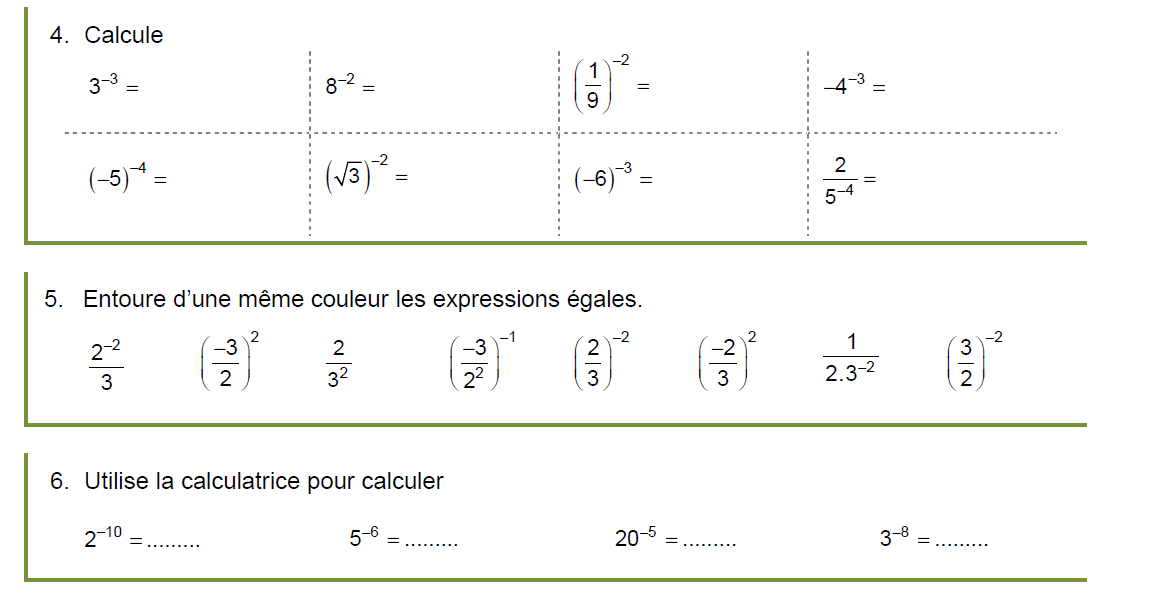 4. Calcule
3⁻³ = 8⁻² = (1/9)⁻² = –4⁻³ =
(–5)⁻⁴ = (√3)⁻² = (–6)⁻³ = 2/5⁻⁴ =
5. Entoure d’une même couleur les expressions égales.
2⁻²/3 (–3/2)² 2/3² (–3/2²)⁻¹ (2/3)⁻² (–2/3)² 1/2.3⁻² (3/2)⁻²
6. Utilise la calculatrice pour calculer
2⁻¹⁰ = ......... 5⁻⁶ = ......... 20⁻⁵ = ......... 3⁻⁸ = .........